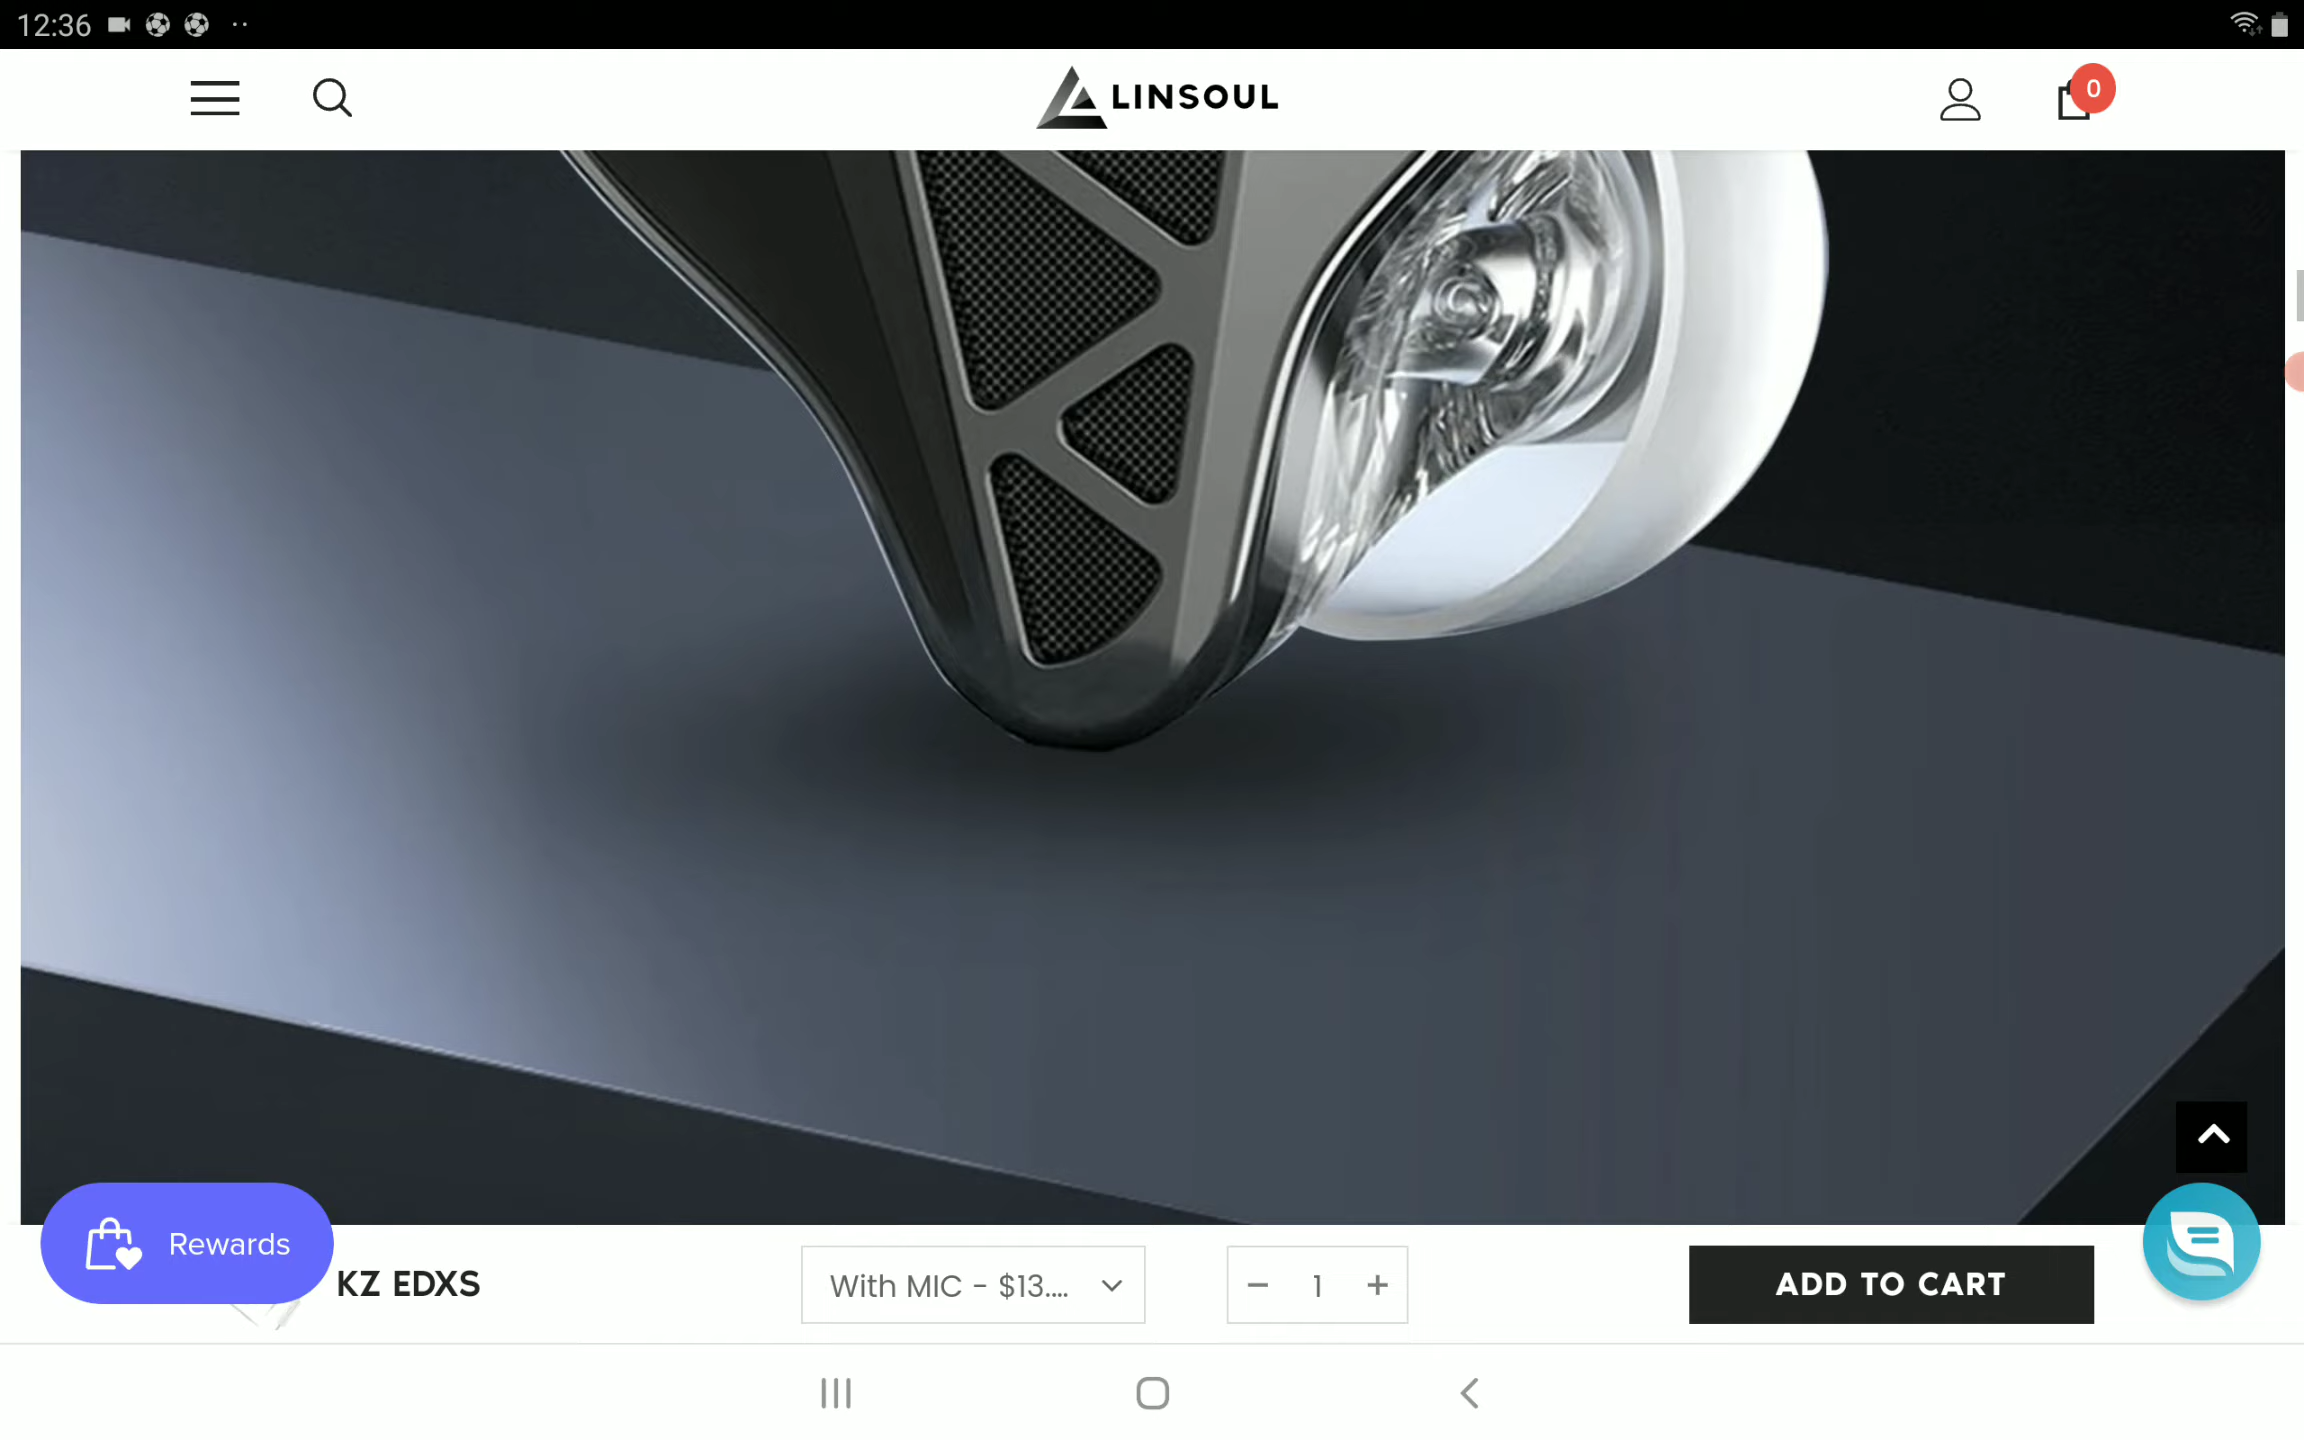 12:36
LINSOUL
0
Rewards
KZ EDXS
With MIC - $13....
1
ADD TO CART